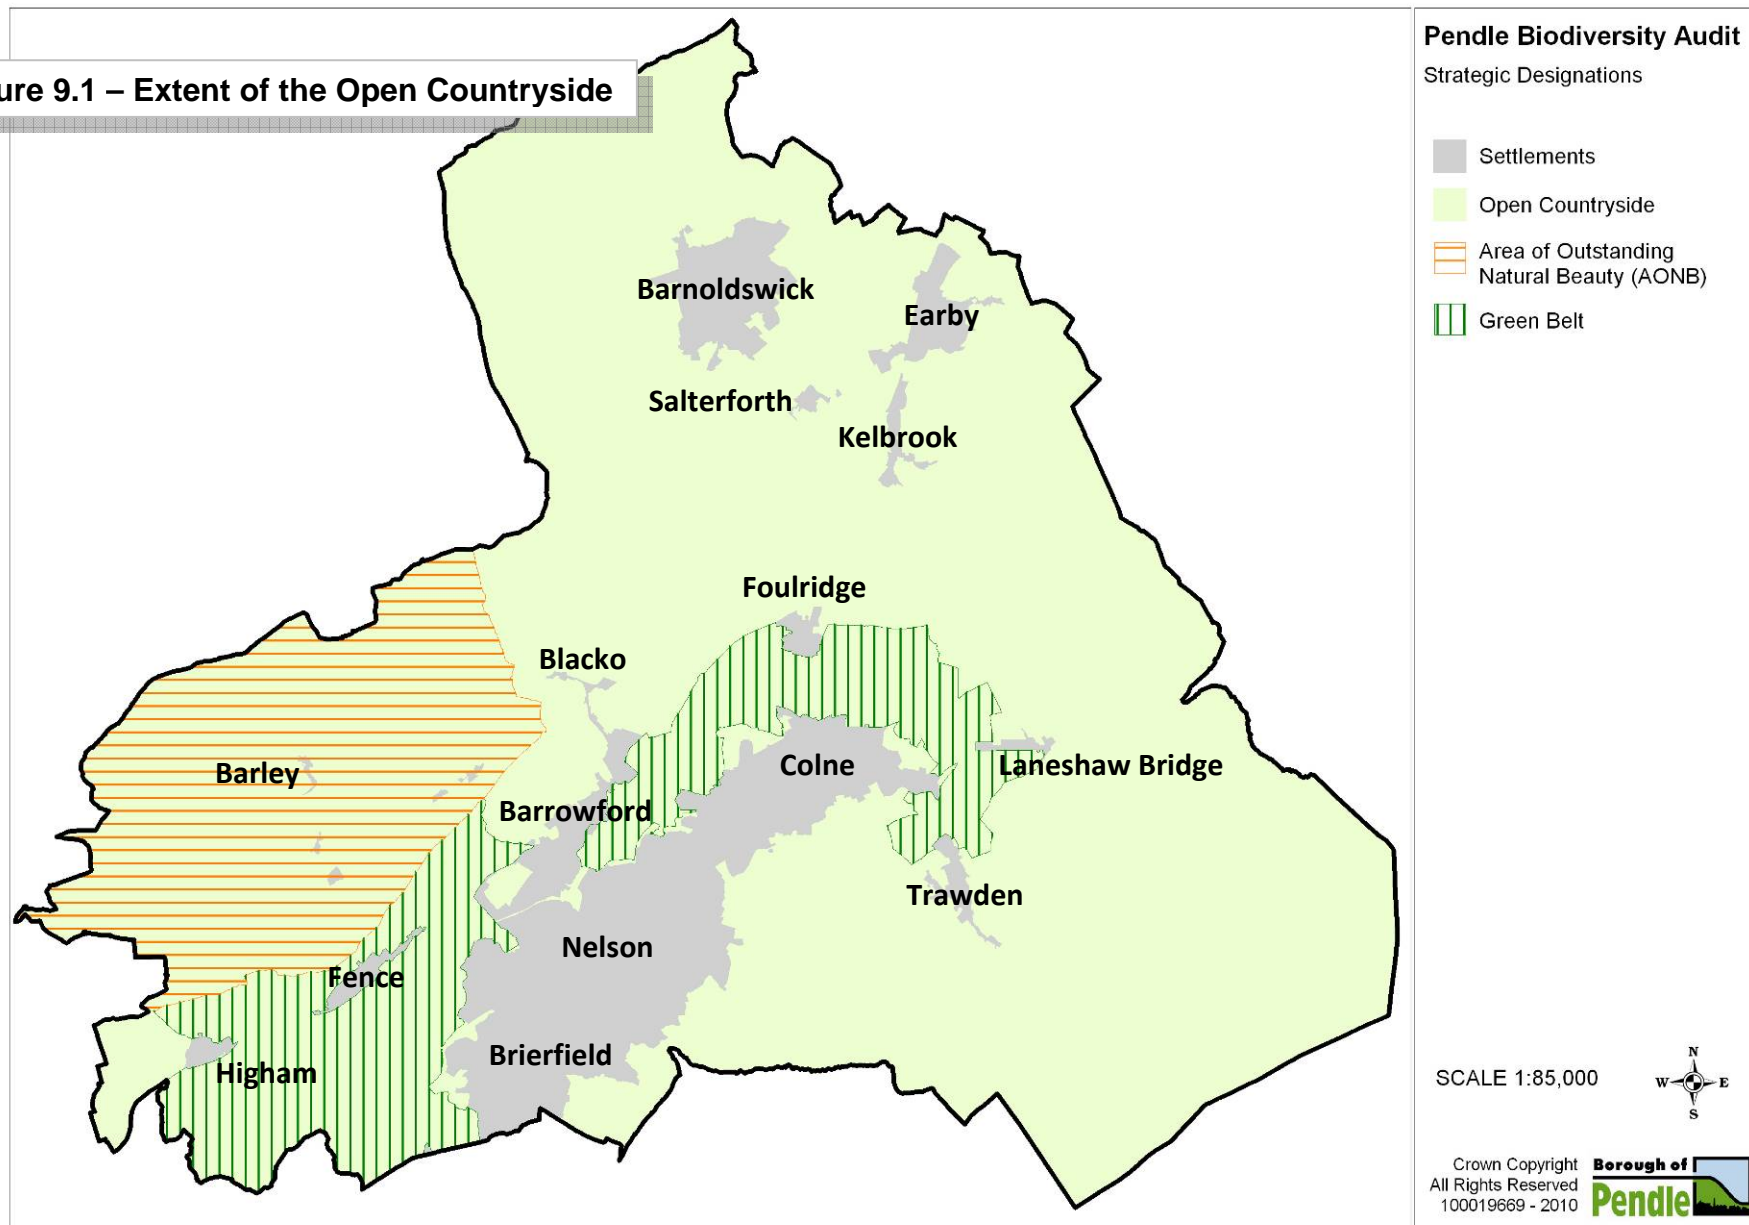 ure 9.1 – Extent of the Open Countryside
Pendle Biodiversity Audit
Strategic Designations
Settlements
Open Countryside
Area of Outstanding
Natural Beauty (AONB)
Green Belt
Barnoldswick
Earby
Salterforth
Kelbrook
Foulridge
Blacko
Colne
Laneshaw Bridge
Barley
Barrowford
Trawden
Nelson
Fence
Brierfield
Higham
SCALE 1:85,000
N
W E
S
Crown Copyright
All Rights Reserved
100019669 - 2010
Borough of
Pendle